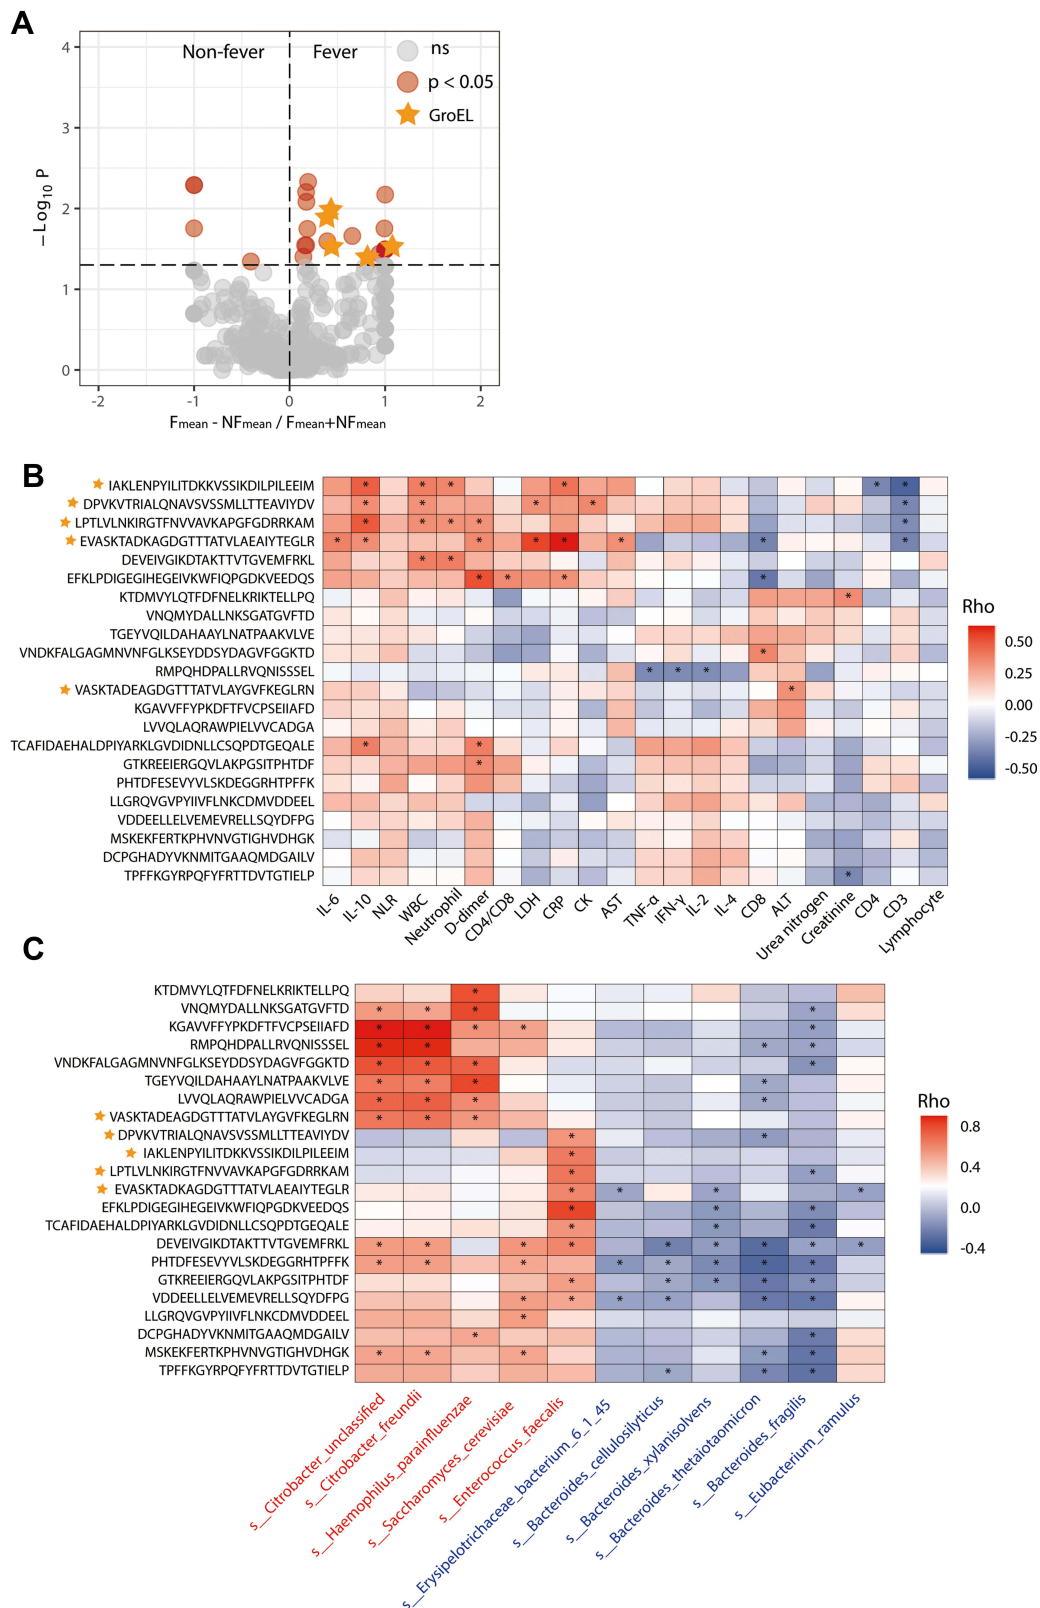 A
Non-fever
Fever
ns
p < 0.05
GroEL
−Log10 P
4
3
2
1
0
-2
-1
0
1
2
Fmean - NFmean / Fmean+NFmean
B
IAKLENPYILITDKKVSSIKDILPILEEIM
DPVKVTRIALQNAVSVSSMLLTTEAVIYDV
LPTLVLNKIRGTFNVVAVKAPGFGDRRKAM
EVASKTADKAGDGTTTATVLAEAIYTEGLR
DEVEIVGIKDTAKTTVTGVEMFRKL
EFKLPDIGEGIHEGEIVKWFIQPGDKVEEDQS
KTDMVYLQTFDFNELKRIKTELLPQ
VNQMYDALLNKSGATGVFTD
TGEYVQILDAHAAYLNATPAAKVLVE
VNDKFALGAGMNVNFGLKSEYDDSYDAGVFGGKTD
RMPQHDPALLRVQNISSSEL
VASKTADEAGDGTTTATVLAYGVFKEGLRN
KGAVVFFYPKDFTFVCPSEIIAFD
LVVQLAQRAWPIELVVCADGA
TCAFIDAEHALDPIYARKLGVDIDNLLCSQPDTGEQALE
GTKREEIERGQVLAKPGSITPHTDF
PHTDFESEVYVLSKDEGGRHTPFFK
LLGRQVGVPYIIVFLNKCDMVDDEEL
VDDEELLELVEMEVRELLSQYDFPG
MSKEKFERTKPHVNVGTIGHVDHGK
DCPGHADYVKNMITGAAQMDGAILV
TPFFKGYRPQFYFRTTDVTGTIELP
IL-6
IL-10
NLR
WBC
Neutrophil
D-dimer
CD4/CD8
LDH
CRP
CK
AST
TNF-α
IFN-γ
IL-2
IL-4
CD8
ALT
Urea nitrogen
Creatinine
CD4
CD3
Lymphocyte
Rho
0.50
0.25
0.00
-0.25
-0.50
C
KTDMVYLQTFDFNELKRIKTELLPQ
VNQMYDALLNKSGATGVFTD
KGAVVFFYPKDFTFVCPSEIIAFD
RMPQHDPALLRVQNISSSEL
VNDKFALGAGMNVNFGLKSEYDDSYDAGVFGGKTD
TGEYVQILDAHAAYLNATPAAKVLVE
LVVQLAQRAWPIELVVCADGA
VASKTADEAGDGTTTATVLAYGVFKEGLRN
DPVKVTRIALQNAVSVSSMLLTTEAVIYDV
IAKLENPYILITDKKVSSIKDILPILEEIM
LPTLVLNKIRGTFNVVAVKAPGFGDRRKAM
EVASKTADKAGDGTTTATVLAEAIYTEGLR
EFKLPDIGEGIHEGEIVKWFIQPGDKVEEDQS
TCAFIDAEHALDPIYARKLGVDIDNLLCSQPDTGEQALE
DEVEIVGIKDTAKTTVTGVEMFRKL
PHTDFESEVYVLSKDEGGRHTPFFK
GTKREEIERGQVLAKPGSITPHTDF
VDDEELLELVEMEVRELLSQYDFPG
LLGRQVGVPYIIVFLNKCDMVDDEEL
DCPGHADYVKNMITGAAQMDGAILV
MSKEKFERTKPHVNVGTIGHVDHGK
TPFFKGYRPQFYFRTTDVTGTIELP
s__Citrobacter_unclassified
s__Citrobacter_freundii
s__Haemophilus_parainfluenzae
s__Saccharomyces_cerevisiae
s__Enterococcus_faecalis
s__Erysipelotrichaceae_bacterium_6_1_45
s__Bacteroides_cellulosilyticus
s__Bacteroides_xylanisolvens
s__Bacteroides_thetaiotaomicron
s__Bacteroides_fragilis
s__Eubacterium_ramulus
Rho
0.8
0.4
0.0
-0.4